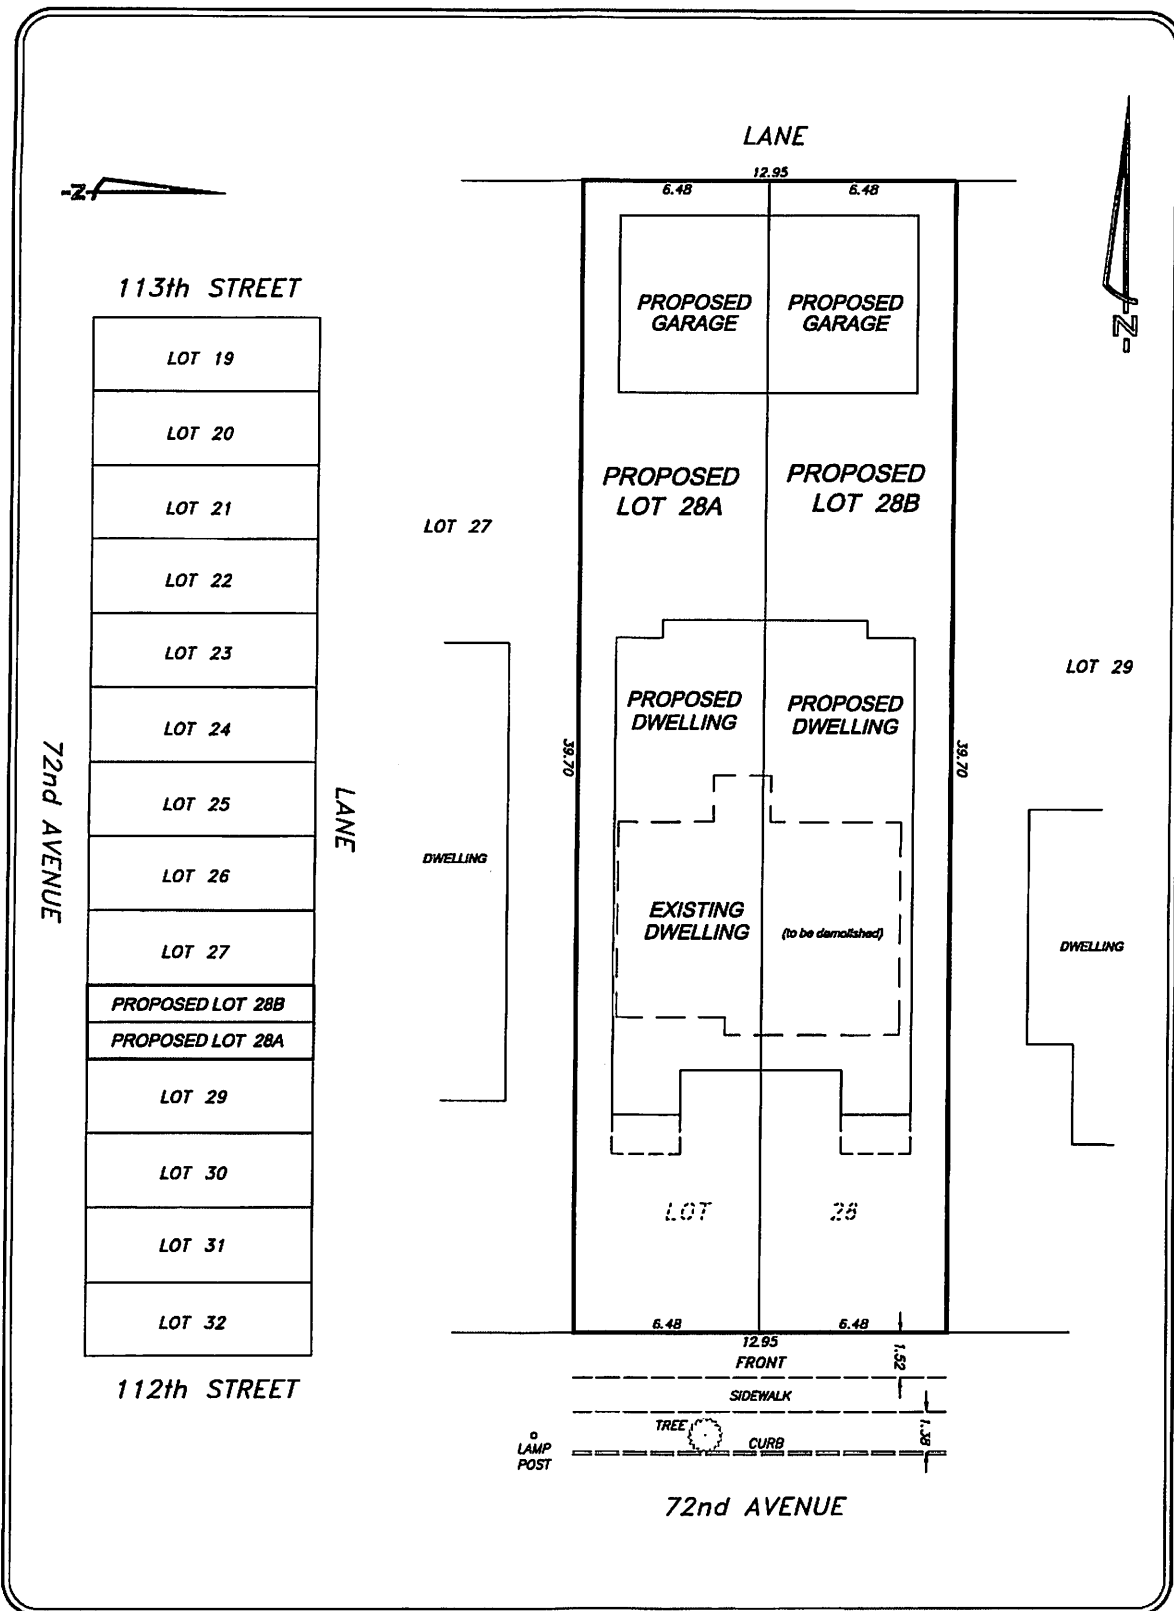 LANE
12.95
6.48
6.48
-N-
-N-
113th STREET
LOT 19
LOT 20
LOT 21
LOT 22
LOT 23
LOT 24
LOT 25
LOT 26
LOT 27
PROPOSED LOT 28B
PROPOSED LOT 28A
LOT 29
LOT 30
LOT 31
LOT 32
112th STREET
72nd AVENUE
LANE
PROPOSED
GARAGE
PROPOSED
GARAGE
PROPOSED
LOT 28A
PROPOSED
LOT 28B
LOT 27
LOT 29
PROPOSED
DWELLING
PROPOSED
DWELLING
39.70
39.70
DWELLING
EXISTING
DWELLING
(to be demolished)
DWELLING
LOT 28
6.48
6.48
12.95
FRONT
1.52
SIDEWALK
TREE
CURB
1.38
LAMP
POST
72nd AVENUE